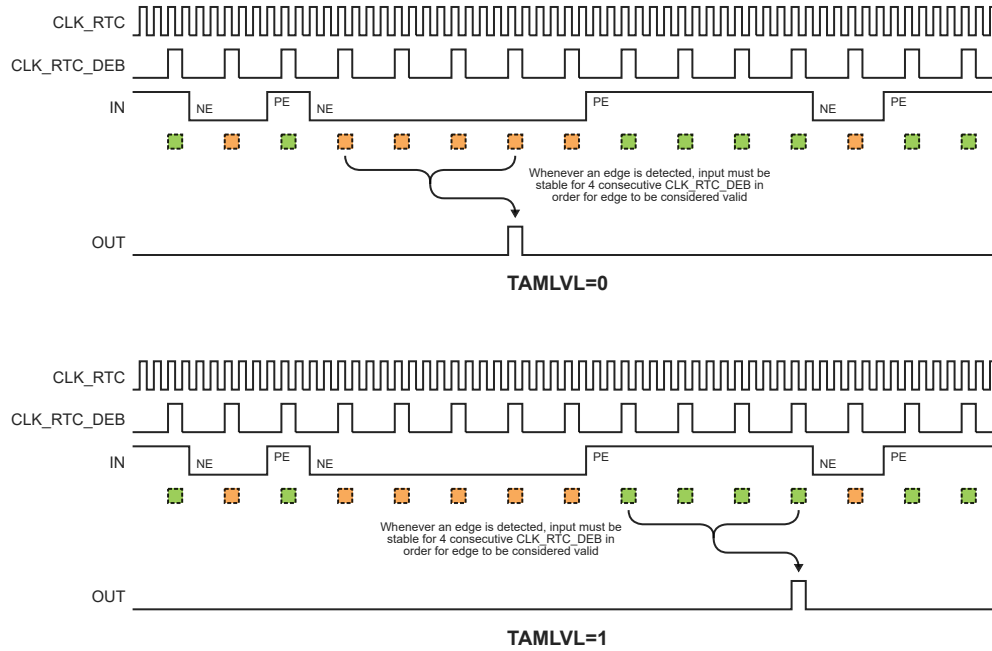 CLK_RTC
CLK_RTC_DEB
IN
NE
PE
NE
PE
NE
PE
Whenever an edge is detected, input must be
stable for 4 consecutive CLK_RTC_DEB in
order for edge to be considered valid
OUT
TAMLVL=0
CLK_RTC
CLK_RTC_DEB
IN
NE
PE
NE
PE
NE
PE
Whenever an edge is detected, input must be
stable for 4 consecutive CLK_RTC_DEB in
order for edge to be considered valid
OUT
TAMLVL=1